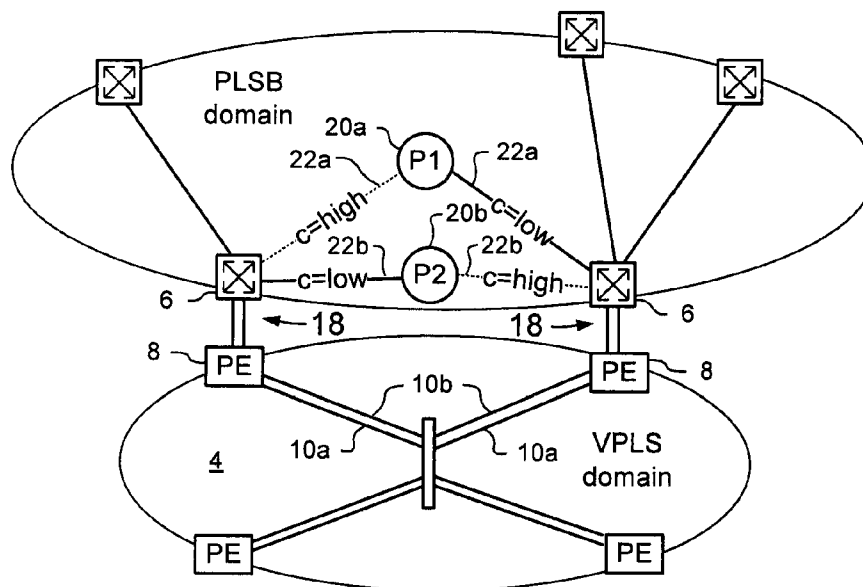 PLSB
domain
20a
22a
P1
22a
c=high
c=low
20b
22b
P2
22b
c=low
c=high
6
18
18
6
8
PE
PE
8
10b
10a
10a
4
VPLS
domain
PE
PE